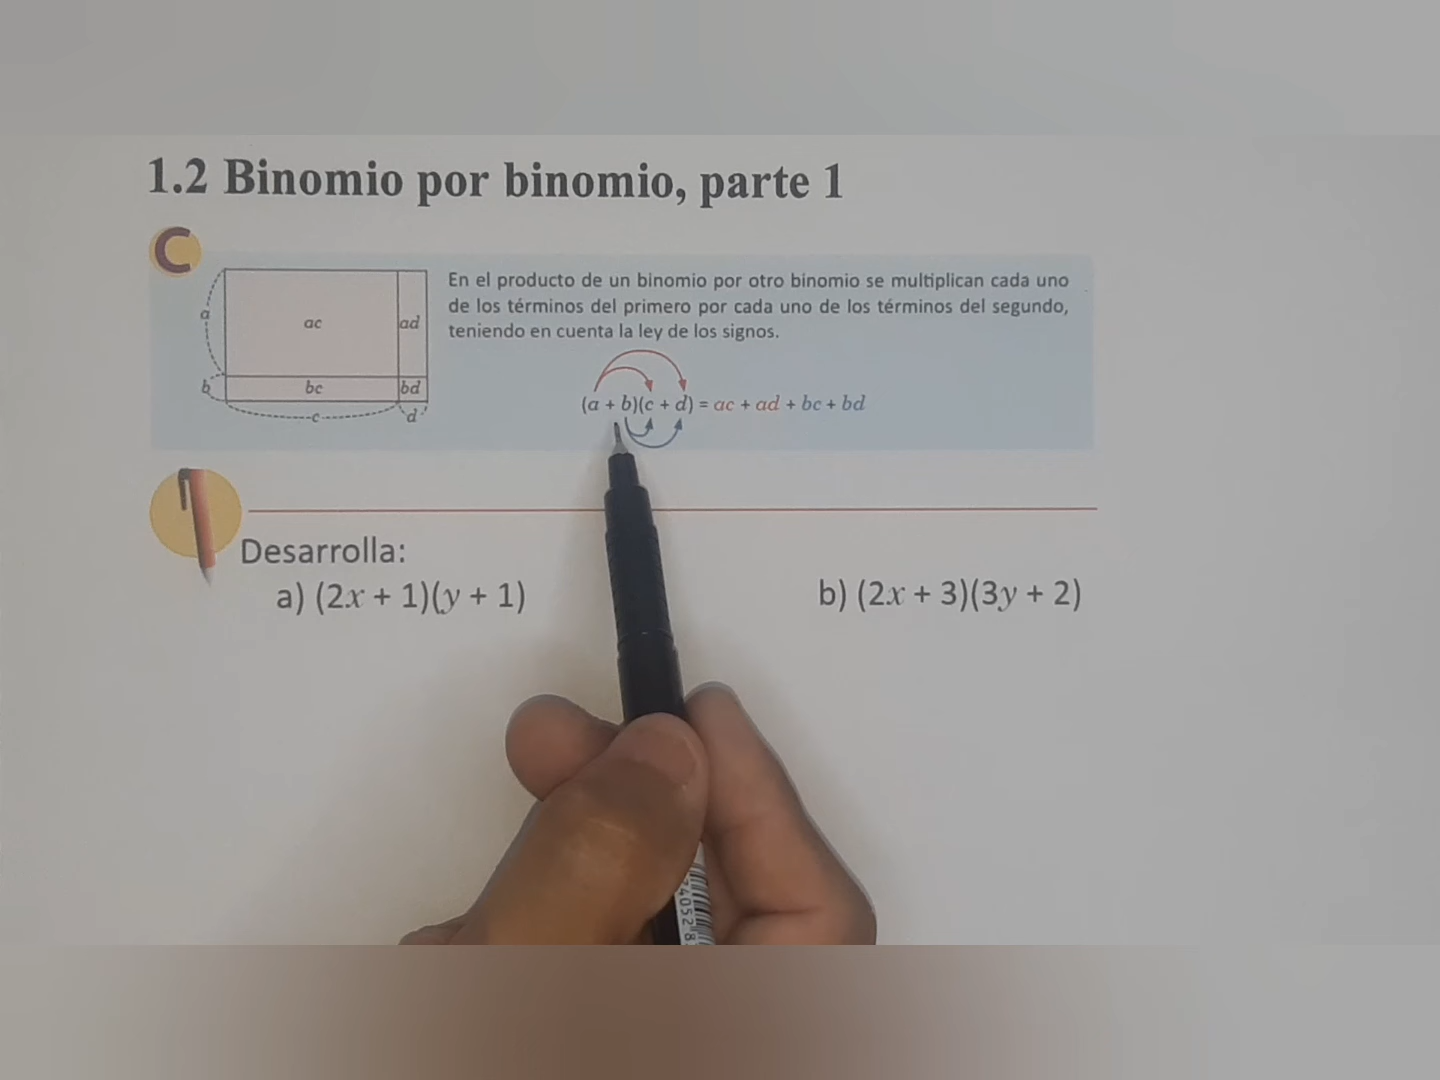 1.2 Binomio por binomio, parte 1
C
En el producto de un binomio por otro binomio se multiplican cada uno
de los términos del primero por cada uno de los términos del segundo,
teniendo en cuenta la ley de los signos.
a
ac
ad
b
bc
bd
c
d
(a + b)(c + d) = ac + ad + bc + bd
Desarrolla:
a) (2x + 1)(y + 1)
b) (2x + 3)(3y + 2)